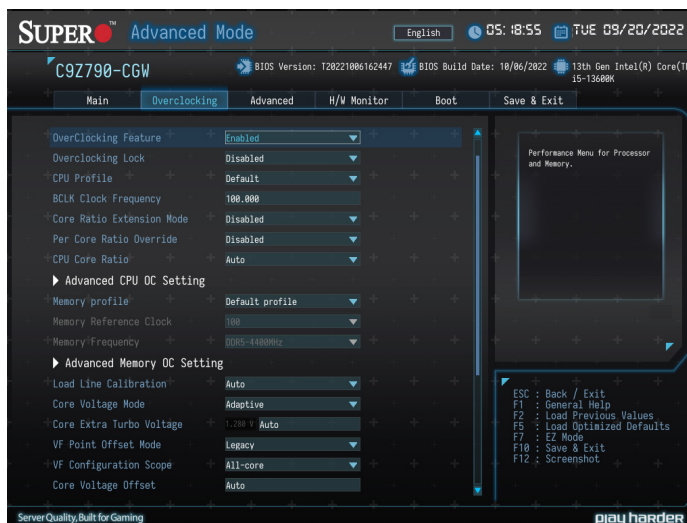 SUPER ™ Advanced Mode
English
05:18:55
TUE 09/20/2022
C9Z790-CGW
BIOS Version: T20221006162447
BIOS Build Date: 10/06/2022
13th Gen Intel(R) Core(T
i5-13600K
Main Overclocking Advanced H/W Monitor Boot Save & Exit
OverClocking Feature Enabled
Overclocking Lock Disabled
CPU Profile Default
BCLK Clock Frequency 100.000
Core Ratio Extension Mode Disabled
Per Core Ratio Override Disabled
CPU Core Ratio Auto
Advanced CPU OC Setting
Memory profile Default profile
Memory Reference Clock 100
Memory Frequency DDR5-4400MHz
Advanced Memory OC Setting
Load Line Calibration Auto
Core Voltage Mode Adaptive
Core Extra Turbo Voltage 1.280 V Auto
VF Point Offset Mode Legacy
VF Configuration Scope All-core
Core Voltage Offset Auto
Performance Menu for Processor
and Memory.
ESC : Back / Exit
F1 : General Help
F2 : Load Previous Values
F5 : Load Optimized Defaults
F7 : EZ Mode
F10 : Save & Exit
F12 : Screenshot
Server Quality, Built for Gaming
play harder